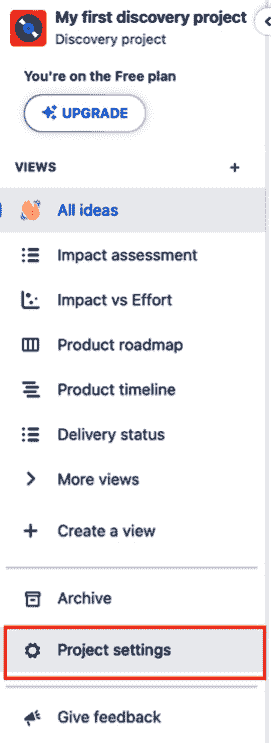 My first discovery project
Discovery project
You're on the Free plan
UPGRADE
VIEWS
All ideas
Impact assessment
Impact vs Effort
Product roadmap
Product timeline
Delivery status
More views
Create a view
Archive
Project settings
Give feedback